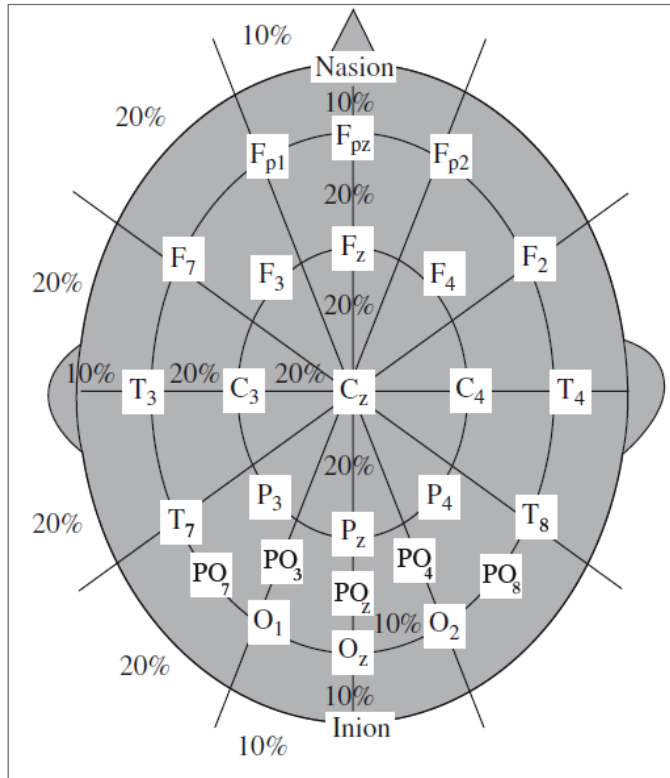 10%
Nasion
20%
10%
Fp1 Fpz Fp2
20%
F7 F3 Fz F4 F2
20% 20%
10% 20% 20%
T3 C3 Cz C4 T4
20%
P3 P4
20% T7 Pz T8
PO7 PO3 POz PO4 PO8
O1 10% O2
Oz
20% 10%
Inion
10%